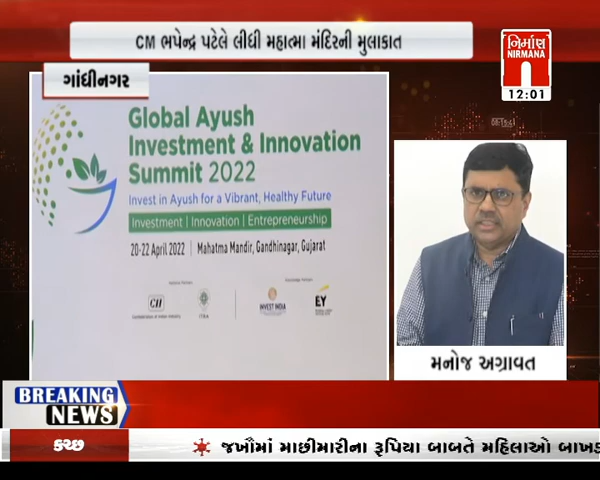 CM ભપેન્દ્ર પટેલે લીધી મહાત્મા મંદિરની મુલાકાત
નિર્માણ
NIRMANA
12:01
ગાંધીનગર
Global Ayush
Investment & Innovation
Summit 2022
Invest in Ayush for a Vibrant, Healthy Future
Investment | Innovation | Entrepreneurship
20-22 April 2022 | Mahatma Mandir, Gandhinagar, Gujarat
CII
INVEST INDIA
EY
મનોજ અગ્રાવત
BREAKING
NEWS
કચ્છ
જખૌમાં માછીમારીના રૂપિયા બાબતે મહિલાઓ બાખડ